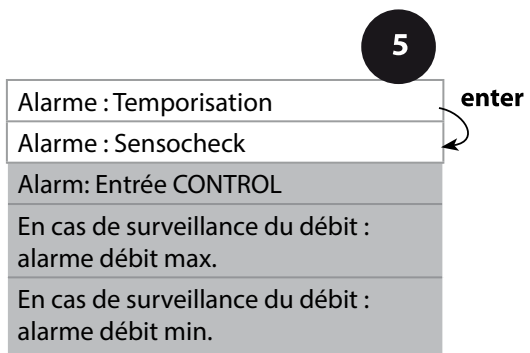 5
Alarme : Temporisation
enter
Alarme : Sensocheck
Alarm: Entrée CONTROL
En cas de surveillance du débit :
alarme débit max.
En cas de surveillance du débit :
alarme débit min.